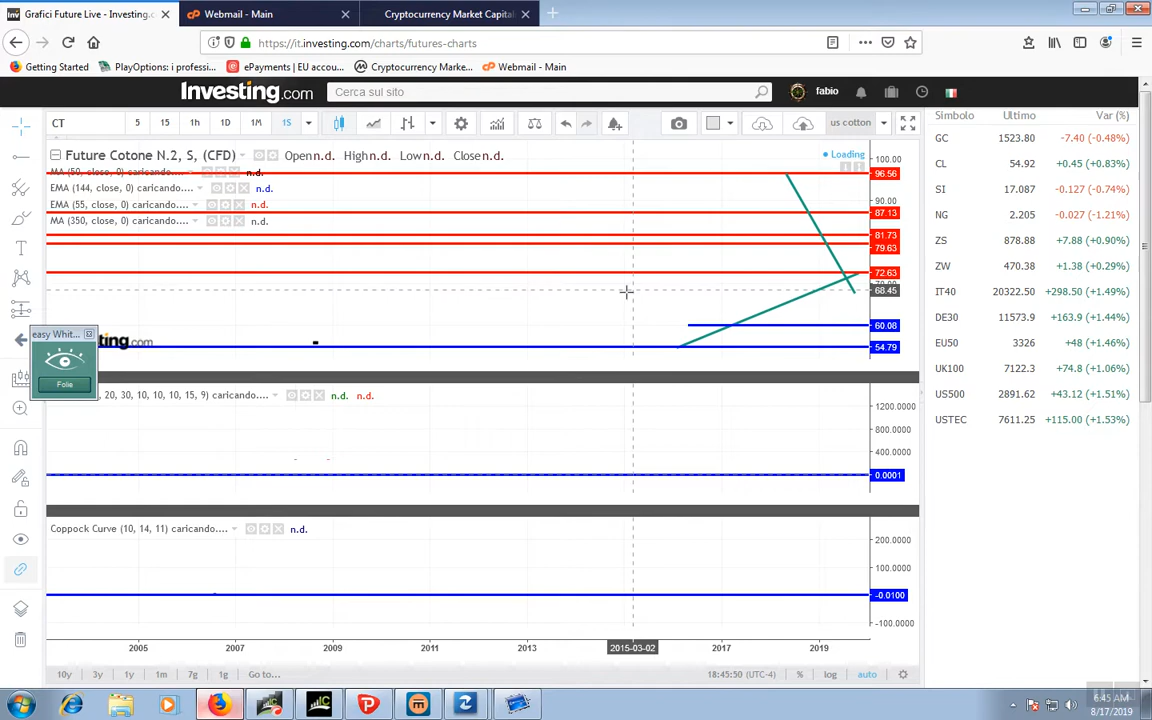 Grafici Future Live - Investing.c
Webmail - Main
Cryptocurrency Market Capital
https://it.investing.com/charts/futures-charts
Getting Started
PlayOptions: i professi...
ePayments | EU accou...
Cryptocurrency Marke...
Webmail - Main
Investing.com
Cerca sul sito
fabio
CT
5
15
1h
1D
1M
1S
us cotton
Simbolo Ultimo Var (%)
GC 1523.80 -7.40 (-0.48%)
CL 54.92 +0.45 (+0.83%)
SI 17.087 -0.127 (-0.74%)
NG 2.205 -0.027 (-1.21%)
ZS 878.88 +7.88 (+0.90%)
ZW 470.38 +1.38 (+0.29%)
IT40 20322.50 +298.50 (+1.49%)
DE30 11573.9 +163.9 (+1.44%)
EU50 3326 +48 (+1.46%)
UK100 7122.3 +74.8 (+1.06%)
US500 2891.62 +43.12 (+1.51%)
USTEC 7611.25 +115.00 (+1.53%)
Future Cotone N.2, S, (CFD) Open n.d. High n.d. Low n.d. Close n.d.
Loading
MA (50, close, 0) caricando.... n.d.
EMA (144, close, 0) caricando.... n.d.
EMA (55, close, 0) caricando.... n.d.
MA (350, close, 0) caricando.... n.d.
100.00
96.56
90.00
87.13
81.73
79.63
72.63
68.45
60.08
54.79
easy Whit...
Folie
ting.com
, 20, 30, 10, 10, 10, 15, 9) caricando.... n.d. n.d.
1200.0000
800.0000
400.0000
0.0001
Coppock Curve (10, 14, 11) caricando.... n.d.
200.0000
100.0000
-0.0100
-100.0000
2005 2007 2009 2011 2013 2015-03-02 2017 2019
10y 3y 1y 1m 7g 1g Go to... 18:45:50 (UTC-4) % log auto
6:45 AM
8/17/2019